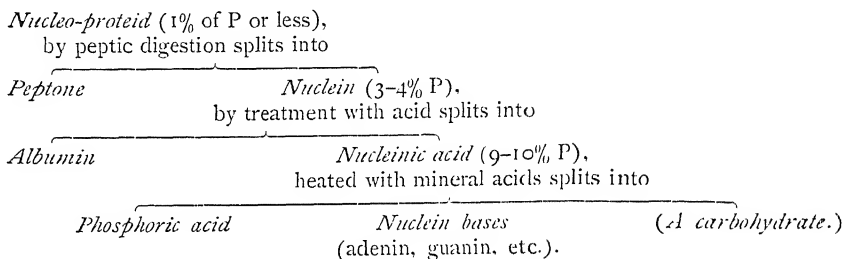 Nucleo-proteid (1% of P or less),
by peptic digestion splits into
Peptone Nuclein (3–4% P),
by treatment with acid splits into
Albumin Nucleinic acid (9–10% P),
heated with mineral acids splits into
Phosphoric acid Nuclein bases (A carbohydrate.)
(adenin, guanin, etc.).